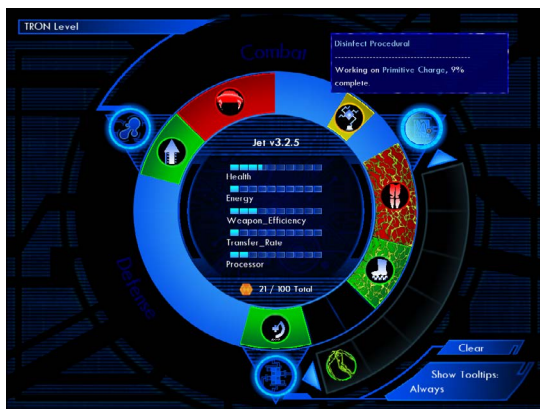 TRON Level
Combat
Disinfect Procedural
Working on Primitive Charge, 9%
complete.
Jet v3.2.5
Health
Energy
Weapon_Efficiency
Transfer_Rate
Processor
21 / 100 Total
Defense
Clear
Show Tooltips:
Always